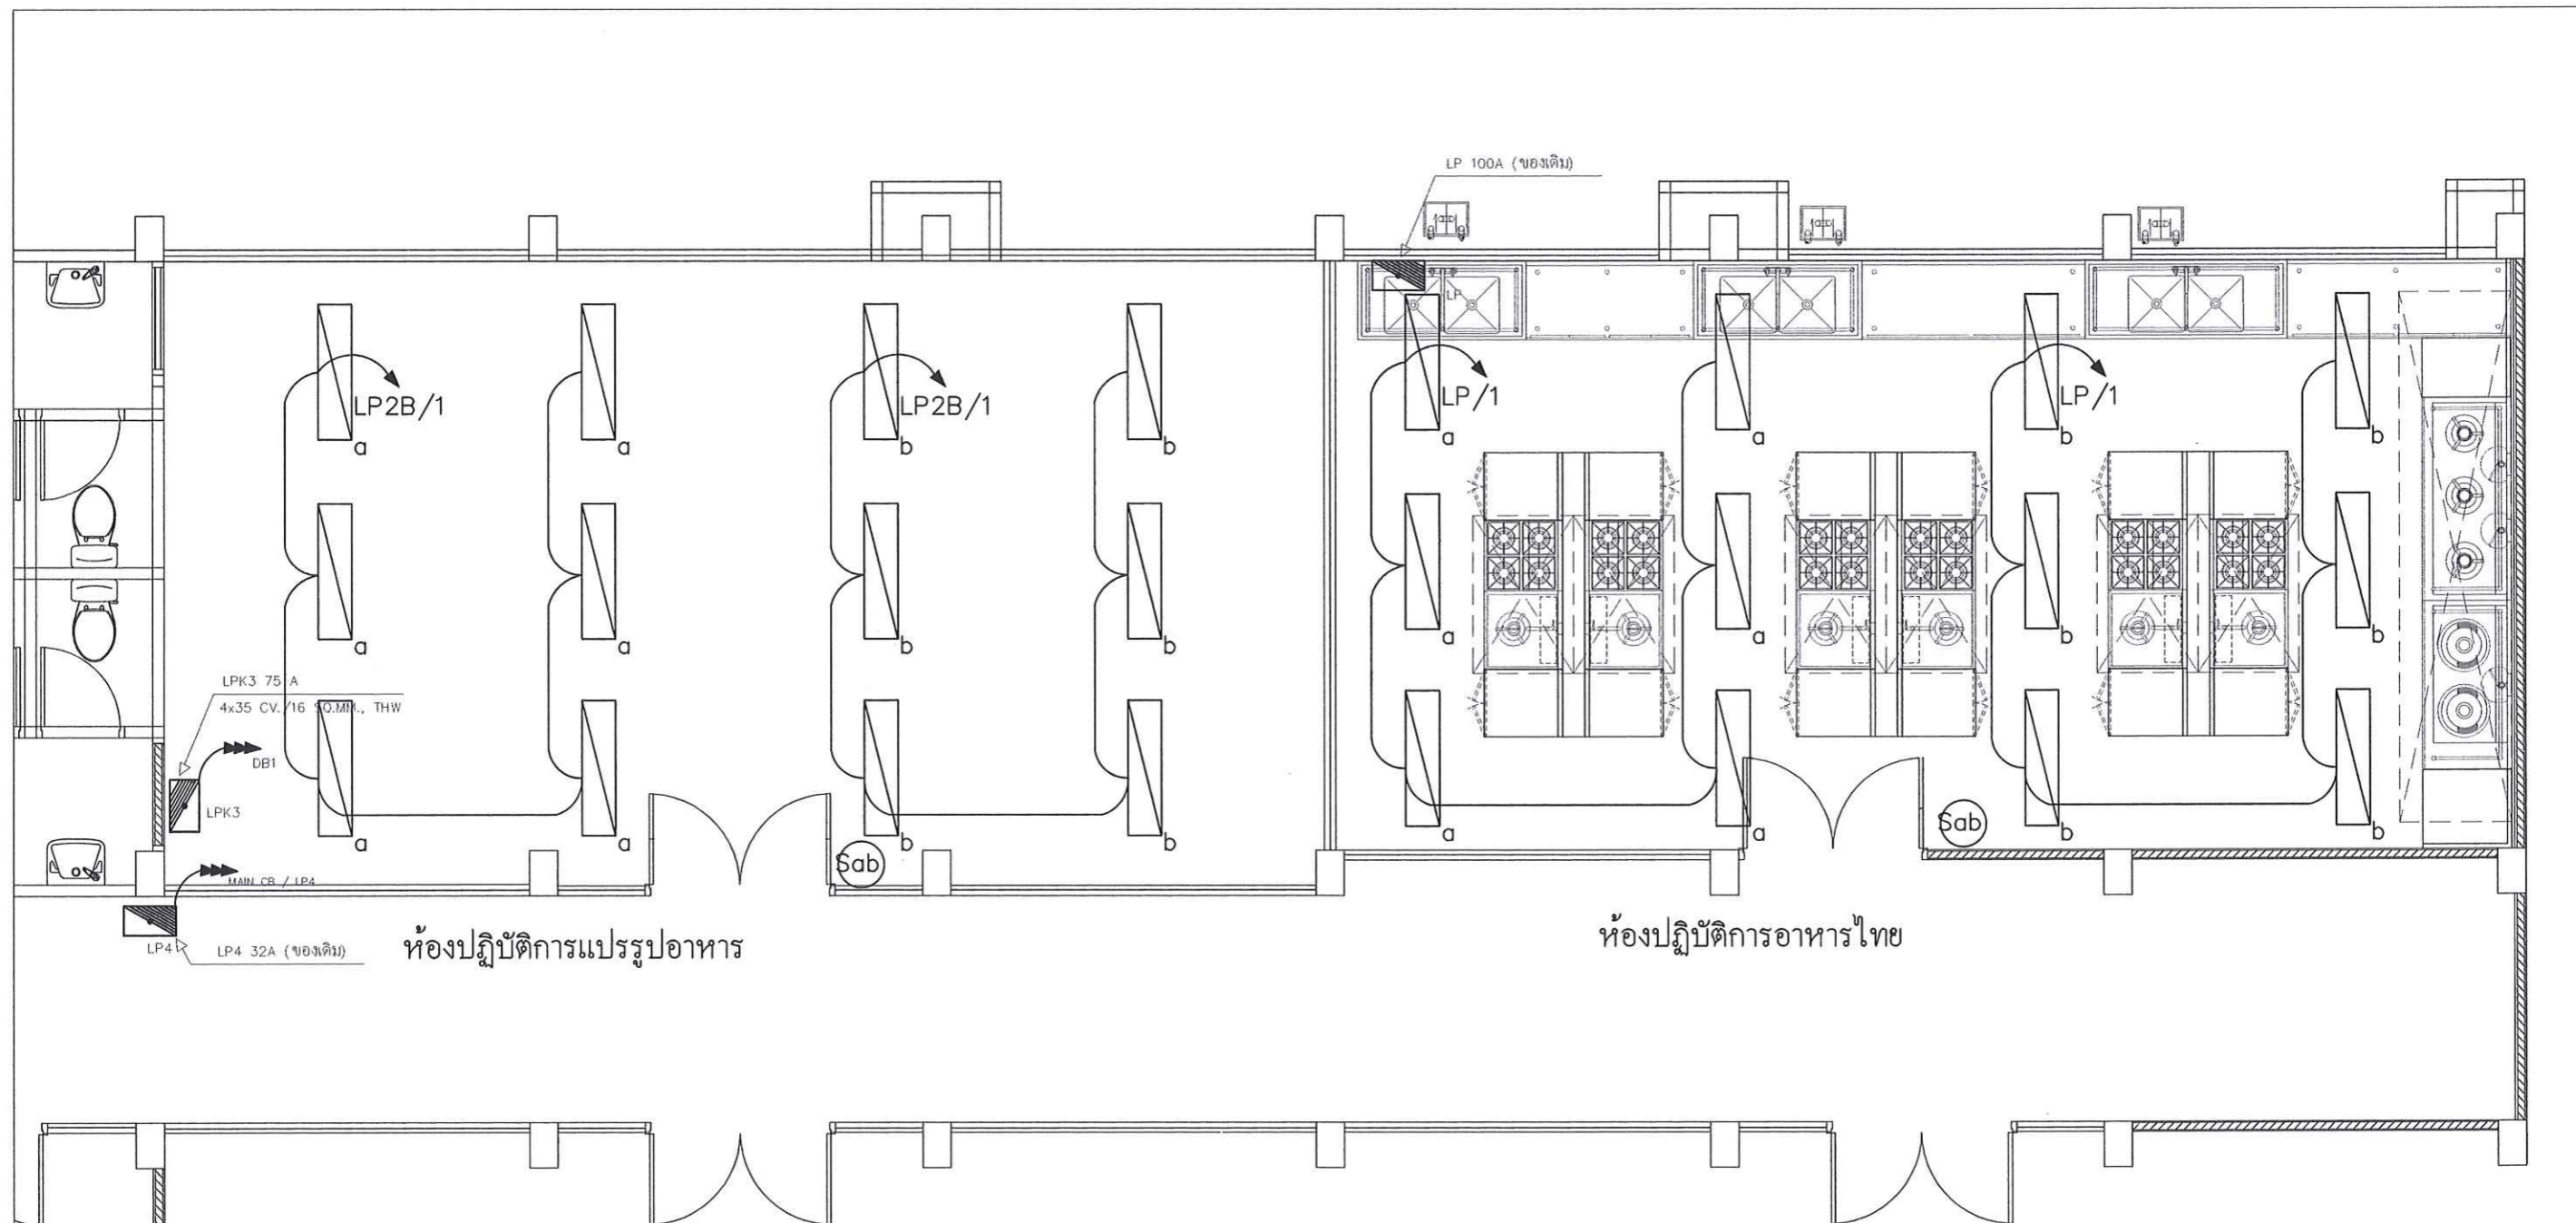 LP 100A (ของเดิม)
LP
LP2B/1
LP2B/1
LP/1
LP/1
a
a
b
b
a
a
b
b
a
a
b
b
a
a
b
b
LPK3 75 A
4x35 CV./16 SQ.MM., THW
DB1
LPK3
a
a
b
b
a
a
b
b
Sab
Sab
MAIN CB / LP4
LP4
LP4 32A (ของเดิม)
ห้องปฏิบัติการแปรรูปอาหาร
ห้องปฏิบัติการอาหารไทย